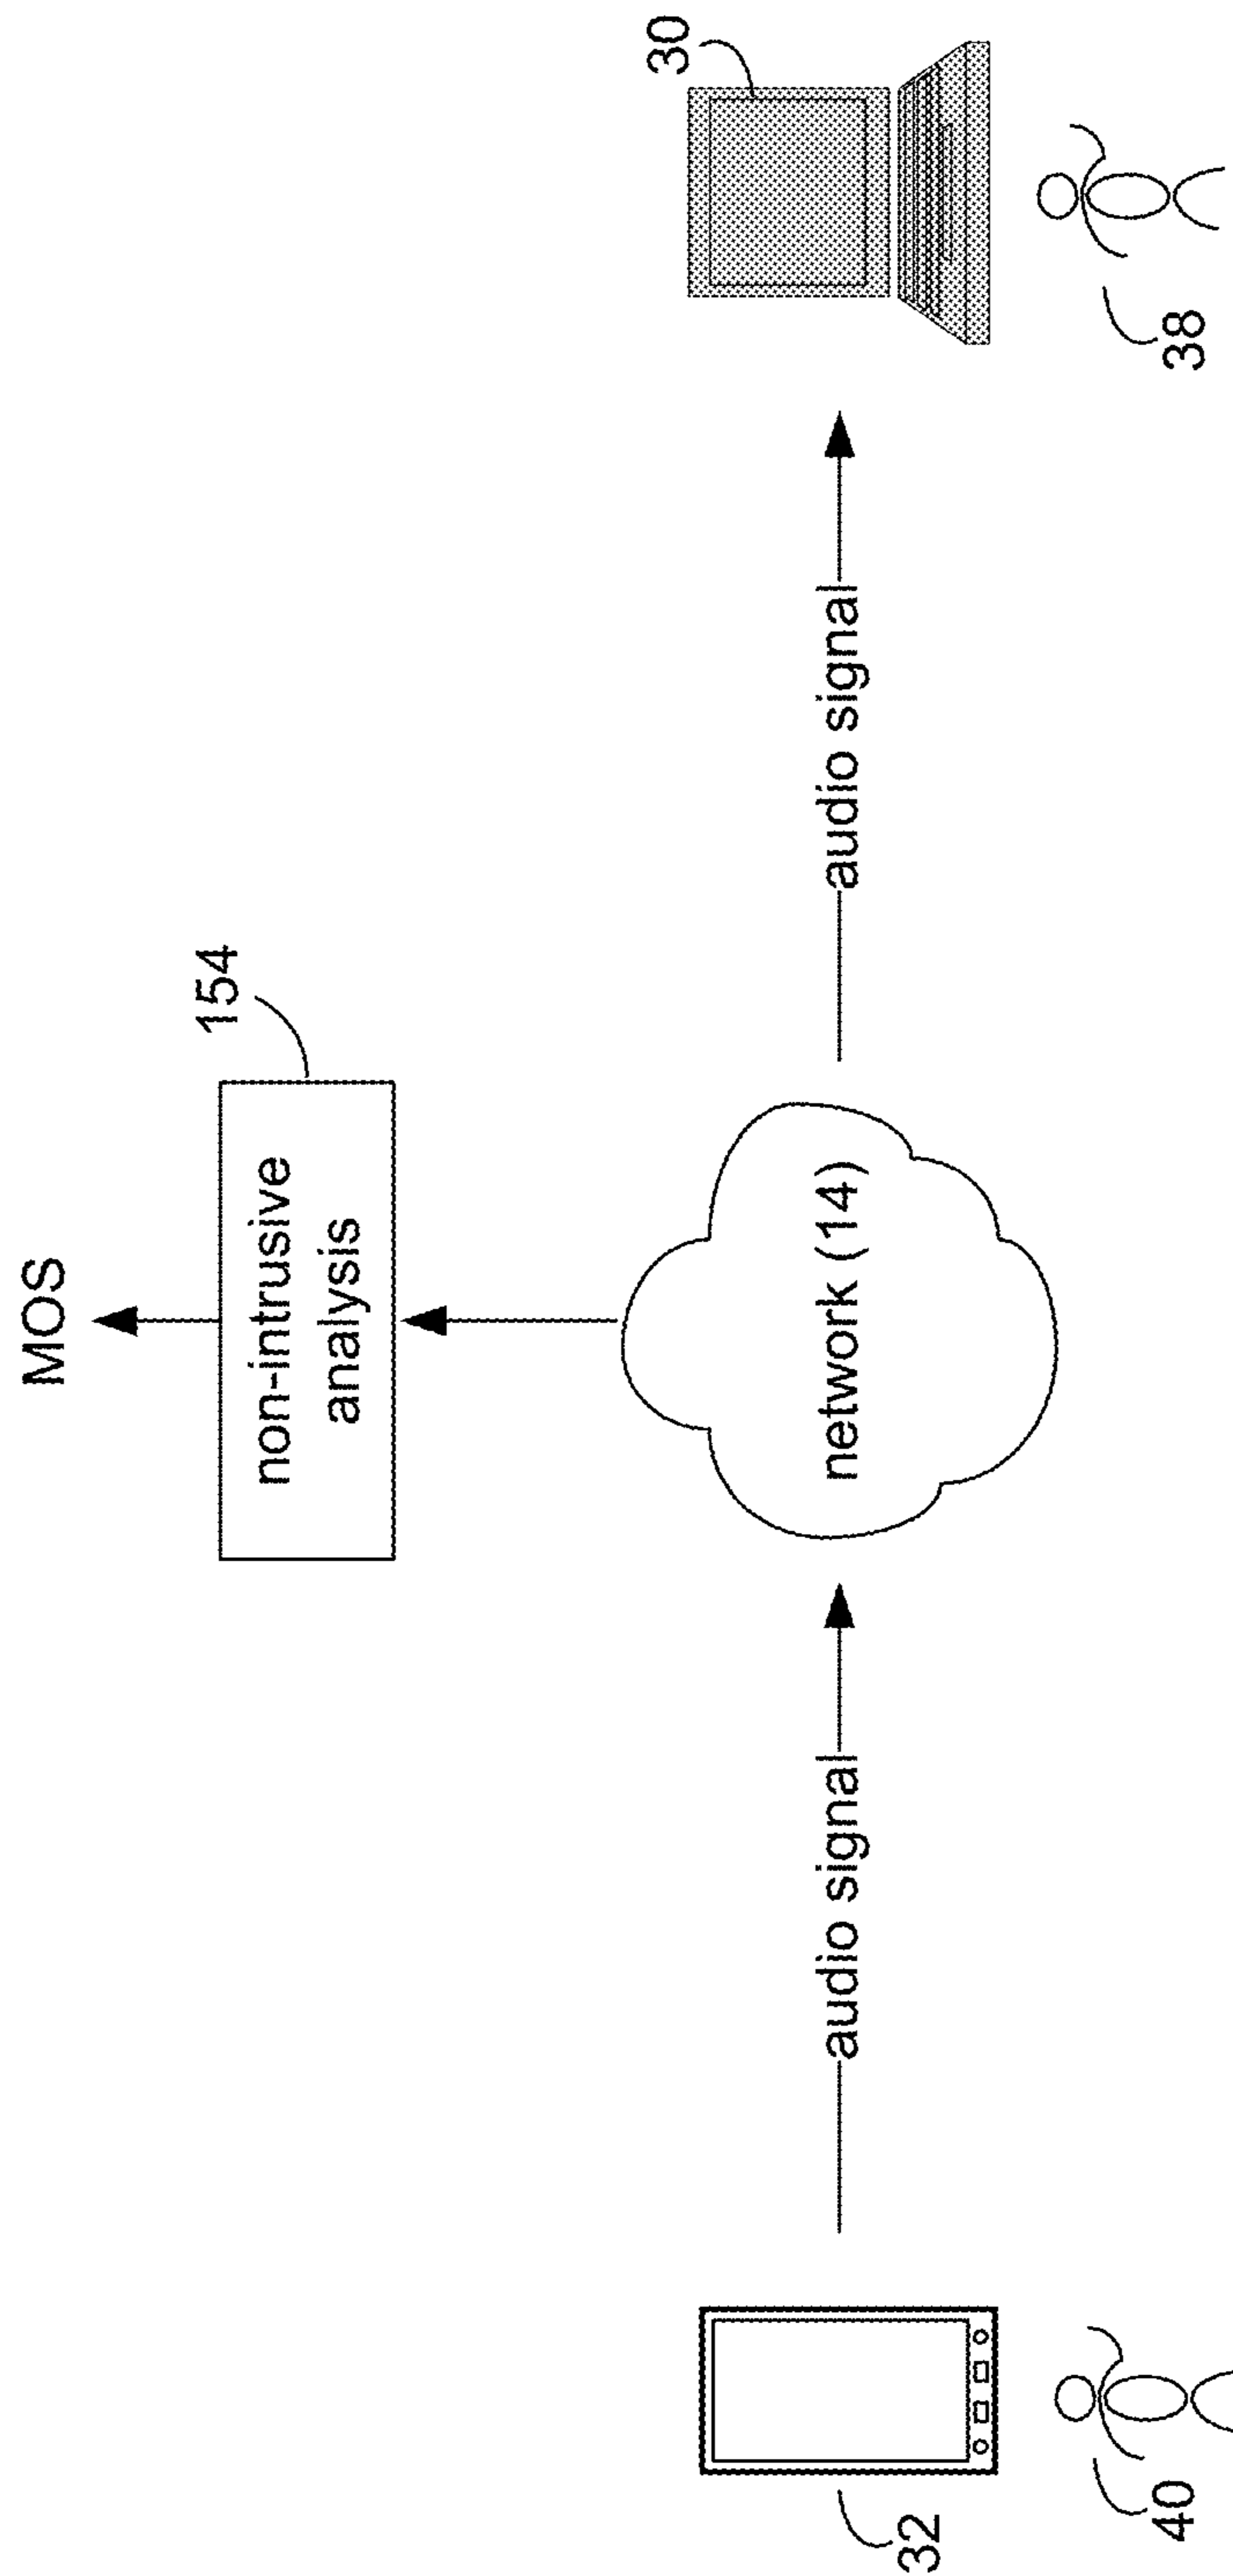 MOS
154
non-intrusive
analysis
30
audio signal
network (14)
audio signal
32
38
40